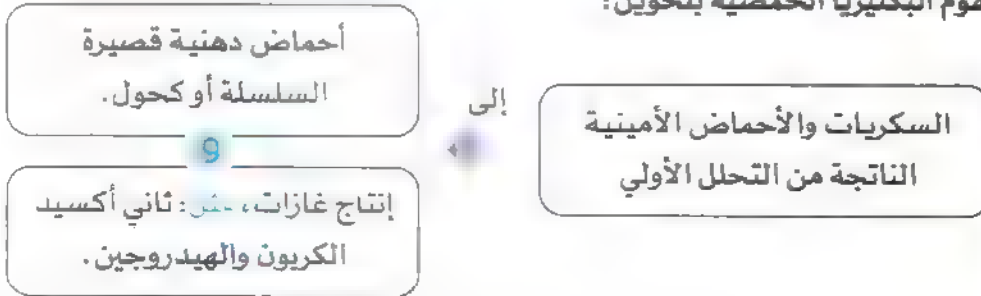 البكتيريا الحمضية بتحويل:
السكريات والأحماض الأمينية
الناتجة من التحلل الأولي
إلى
أحماض دهنية قصيرة
السلسلة أو كحول.
و
إنتاج غازات، مثل: ثاني أكسيد
الكربون والهيدروجين.